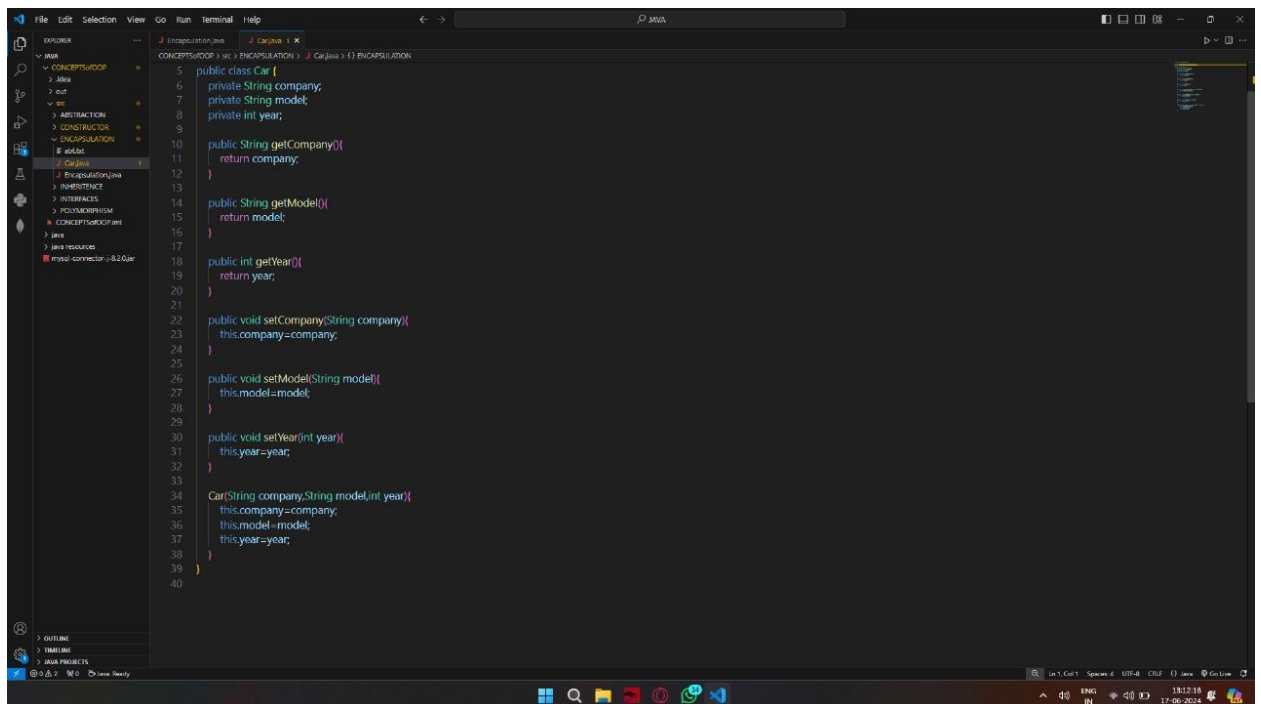 File Edit Selection View Go Run Terminal Help
JAVA
EXPLORER
JAVA
CONCEPTSofOOP
.idea
out
src
ABSTRACTION
CONSTRUCTOR
ENCAPSULATION
Car.java 1
Encapsulation.java
INHERITENCE
INTERFACES
POLYMORPHISM
CONCEPTSofOOP.iml
java
java resources
mysql-connector-j-8.2.0.jar
OUTLINE
TIMELINE
JAVA PROJECTS
Encapsulation.java
Car.java 1
CONCEPTSofOOP > src > ENCAPSULATION > Car.java > {} ENCAPSULATION
5 public class Car {
6 private String company;
7 private String model;
8 private int year;
9
10 public String getCompany(){
11 return company;
12 }
13
14 public String getModel(){
15 return model;
16 }
17
18 public int getYear(){
19 return year;
20 }
21
22 public void setCompany(String company){
23 this.company=company;
24 }
25
26 public void setModel(String model){
27 this.model=model;
28 }
29
30 public void setYear(int year){
31 this.year=year;
32 }
33
34 Car(String company,String model,int year){
35 this.company=company;
36 this.model=model;
37 this.year=year;
38 }
39 }
40
0 2 0 Java: Ready
Ln 1, Col 1 Spaces: 4 UTF-8 CRLF {} Java Go Live
ENG
IN
13:12:18
17-06-2024